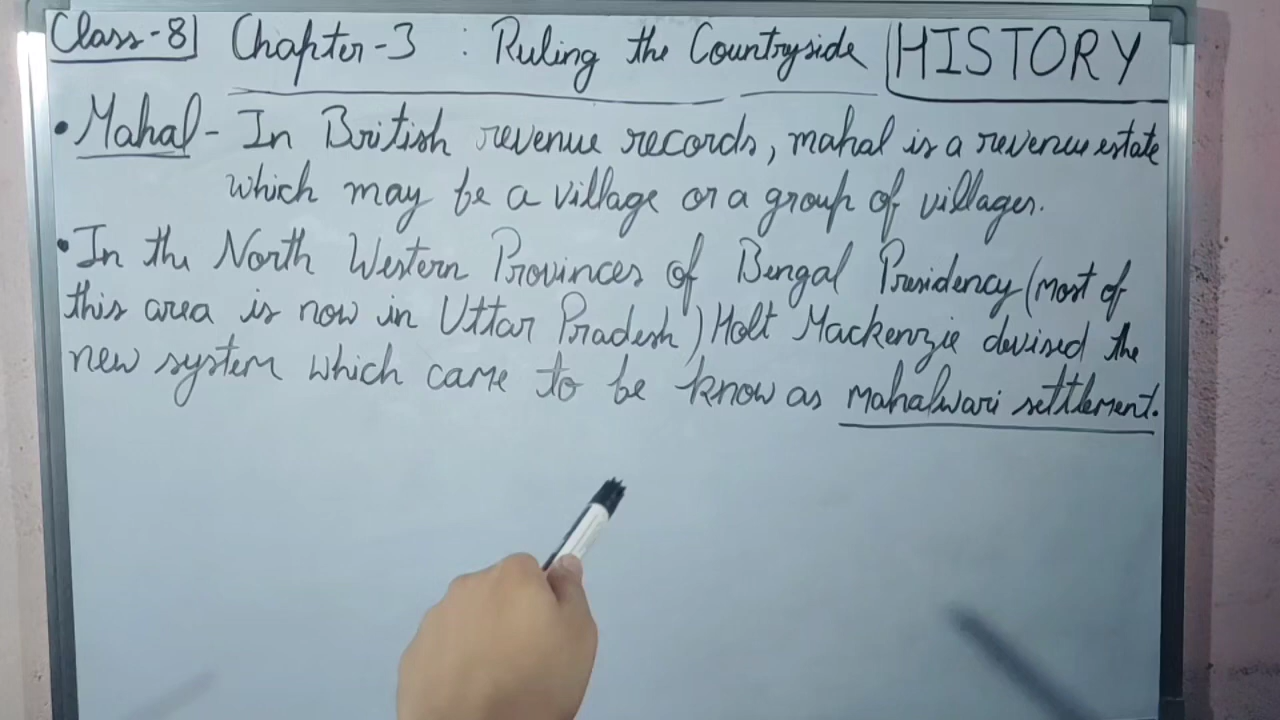 Class-8 Chapter-3 : Ruling the Countryside HISTORY
• Mahal - In British revenue records, mahal is a revenue estate
which may be a village or a group of villages.
• In the North Western Provinces of Bengal Presidency (most of
this area is now in Uttar Pradesh) Holt Mackenzie devised the
new system which came to be know as mahalwari settlement.